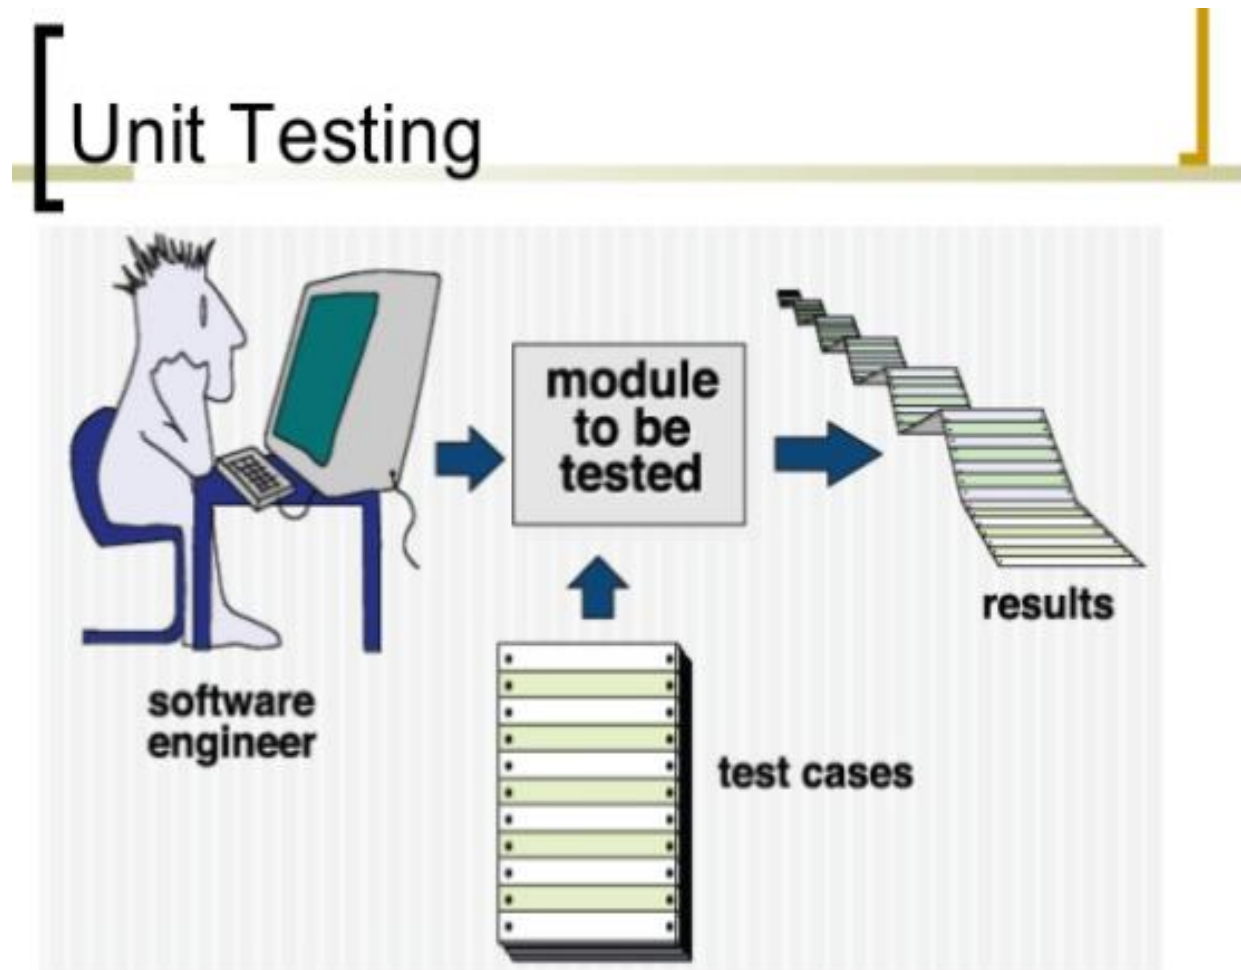 Unit Testing
module
to be
tested
results
software
engineer
test cases